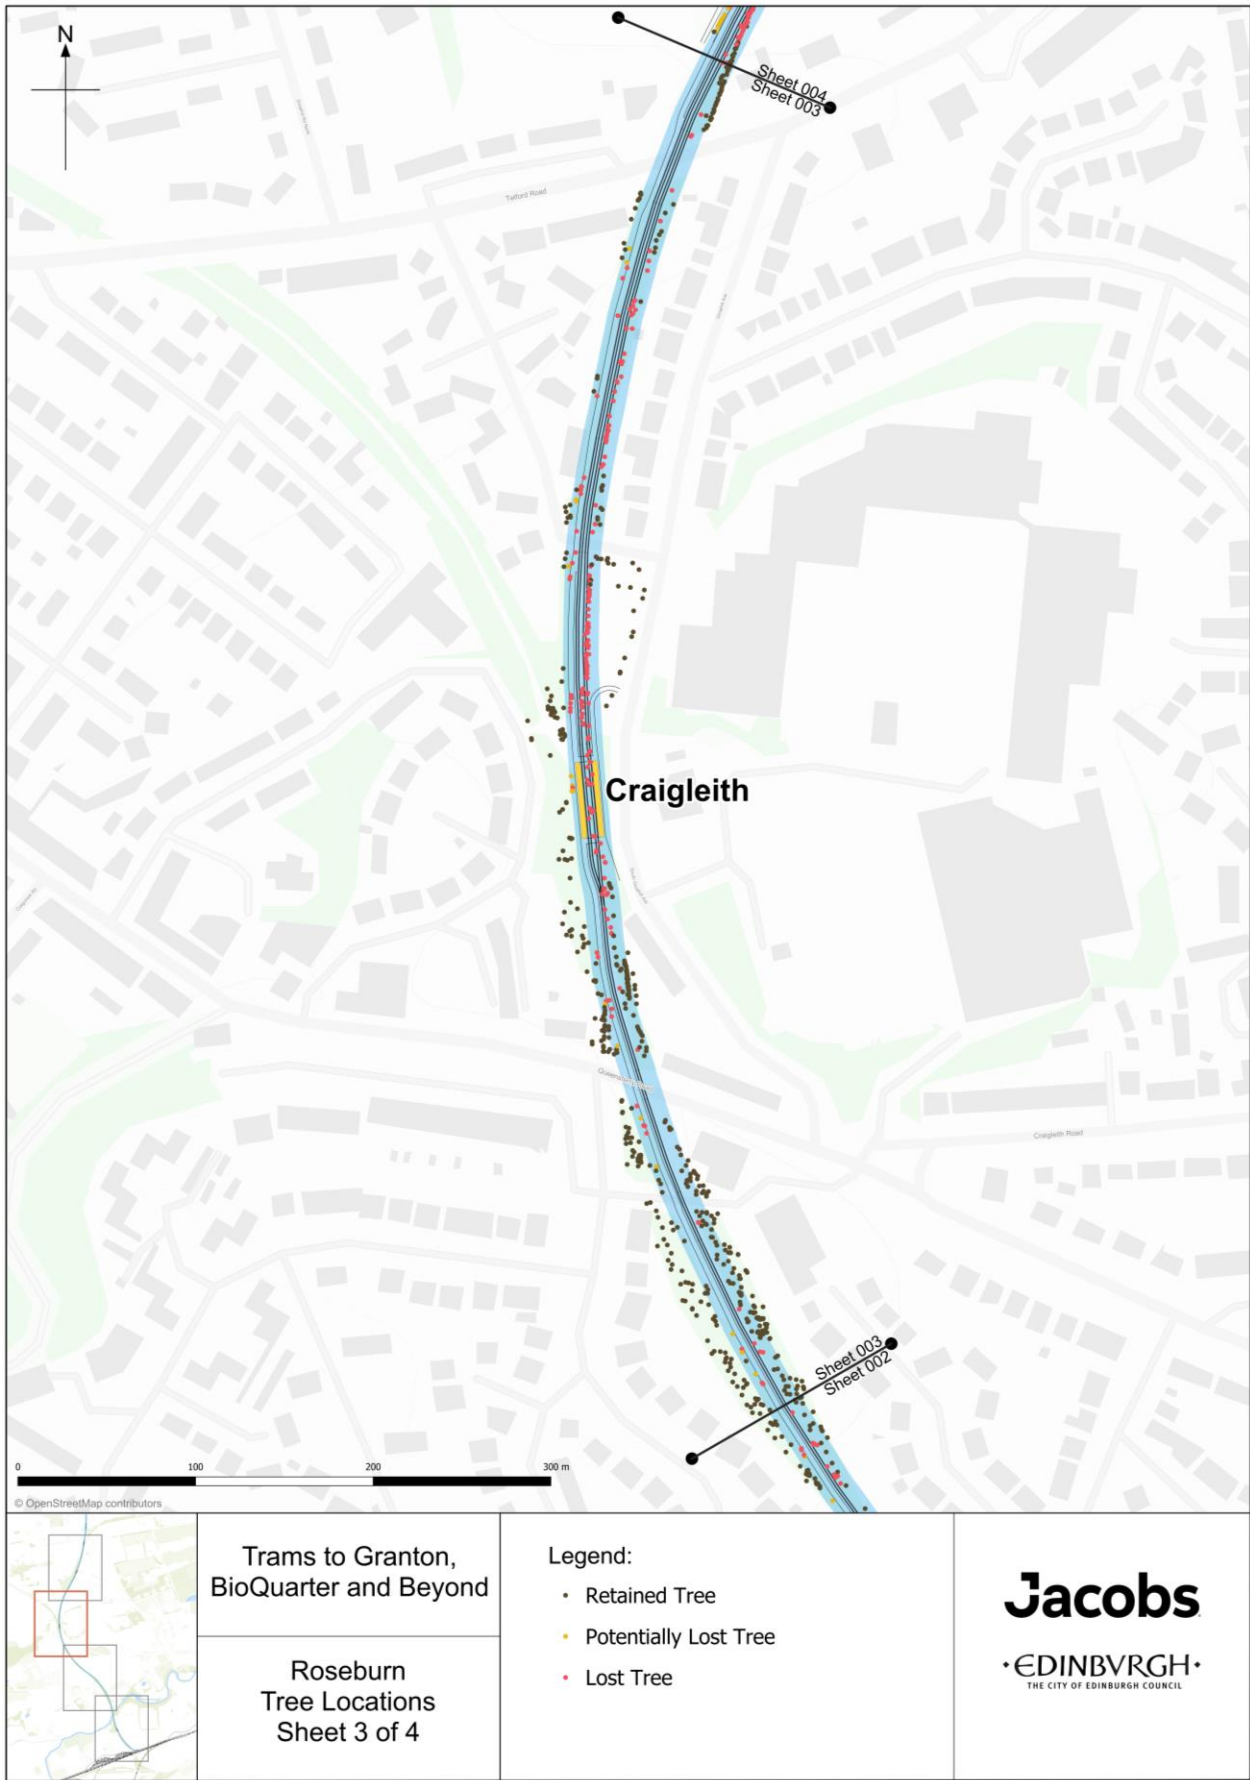 N
Sheet 004
Sheet 003
Telford Road
Craigleith
Craigleith Road
Sheet 003
Sheet 002
0 100 200 300 m
© OpenStreetMap contributors
Trams to Granton,
BioQuarter and Beyond
Roseburn
Tree Locations
Sheet 3 of 4
Legend:
Retained Tree
Potentially Lost Tree
Lost Tree
Jacobs
·EDINBVRGH·
THE CITY OF EDINBURGH COUNCIL